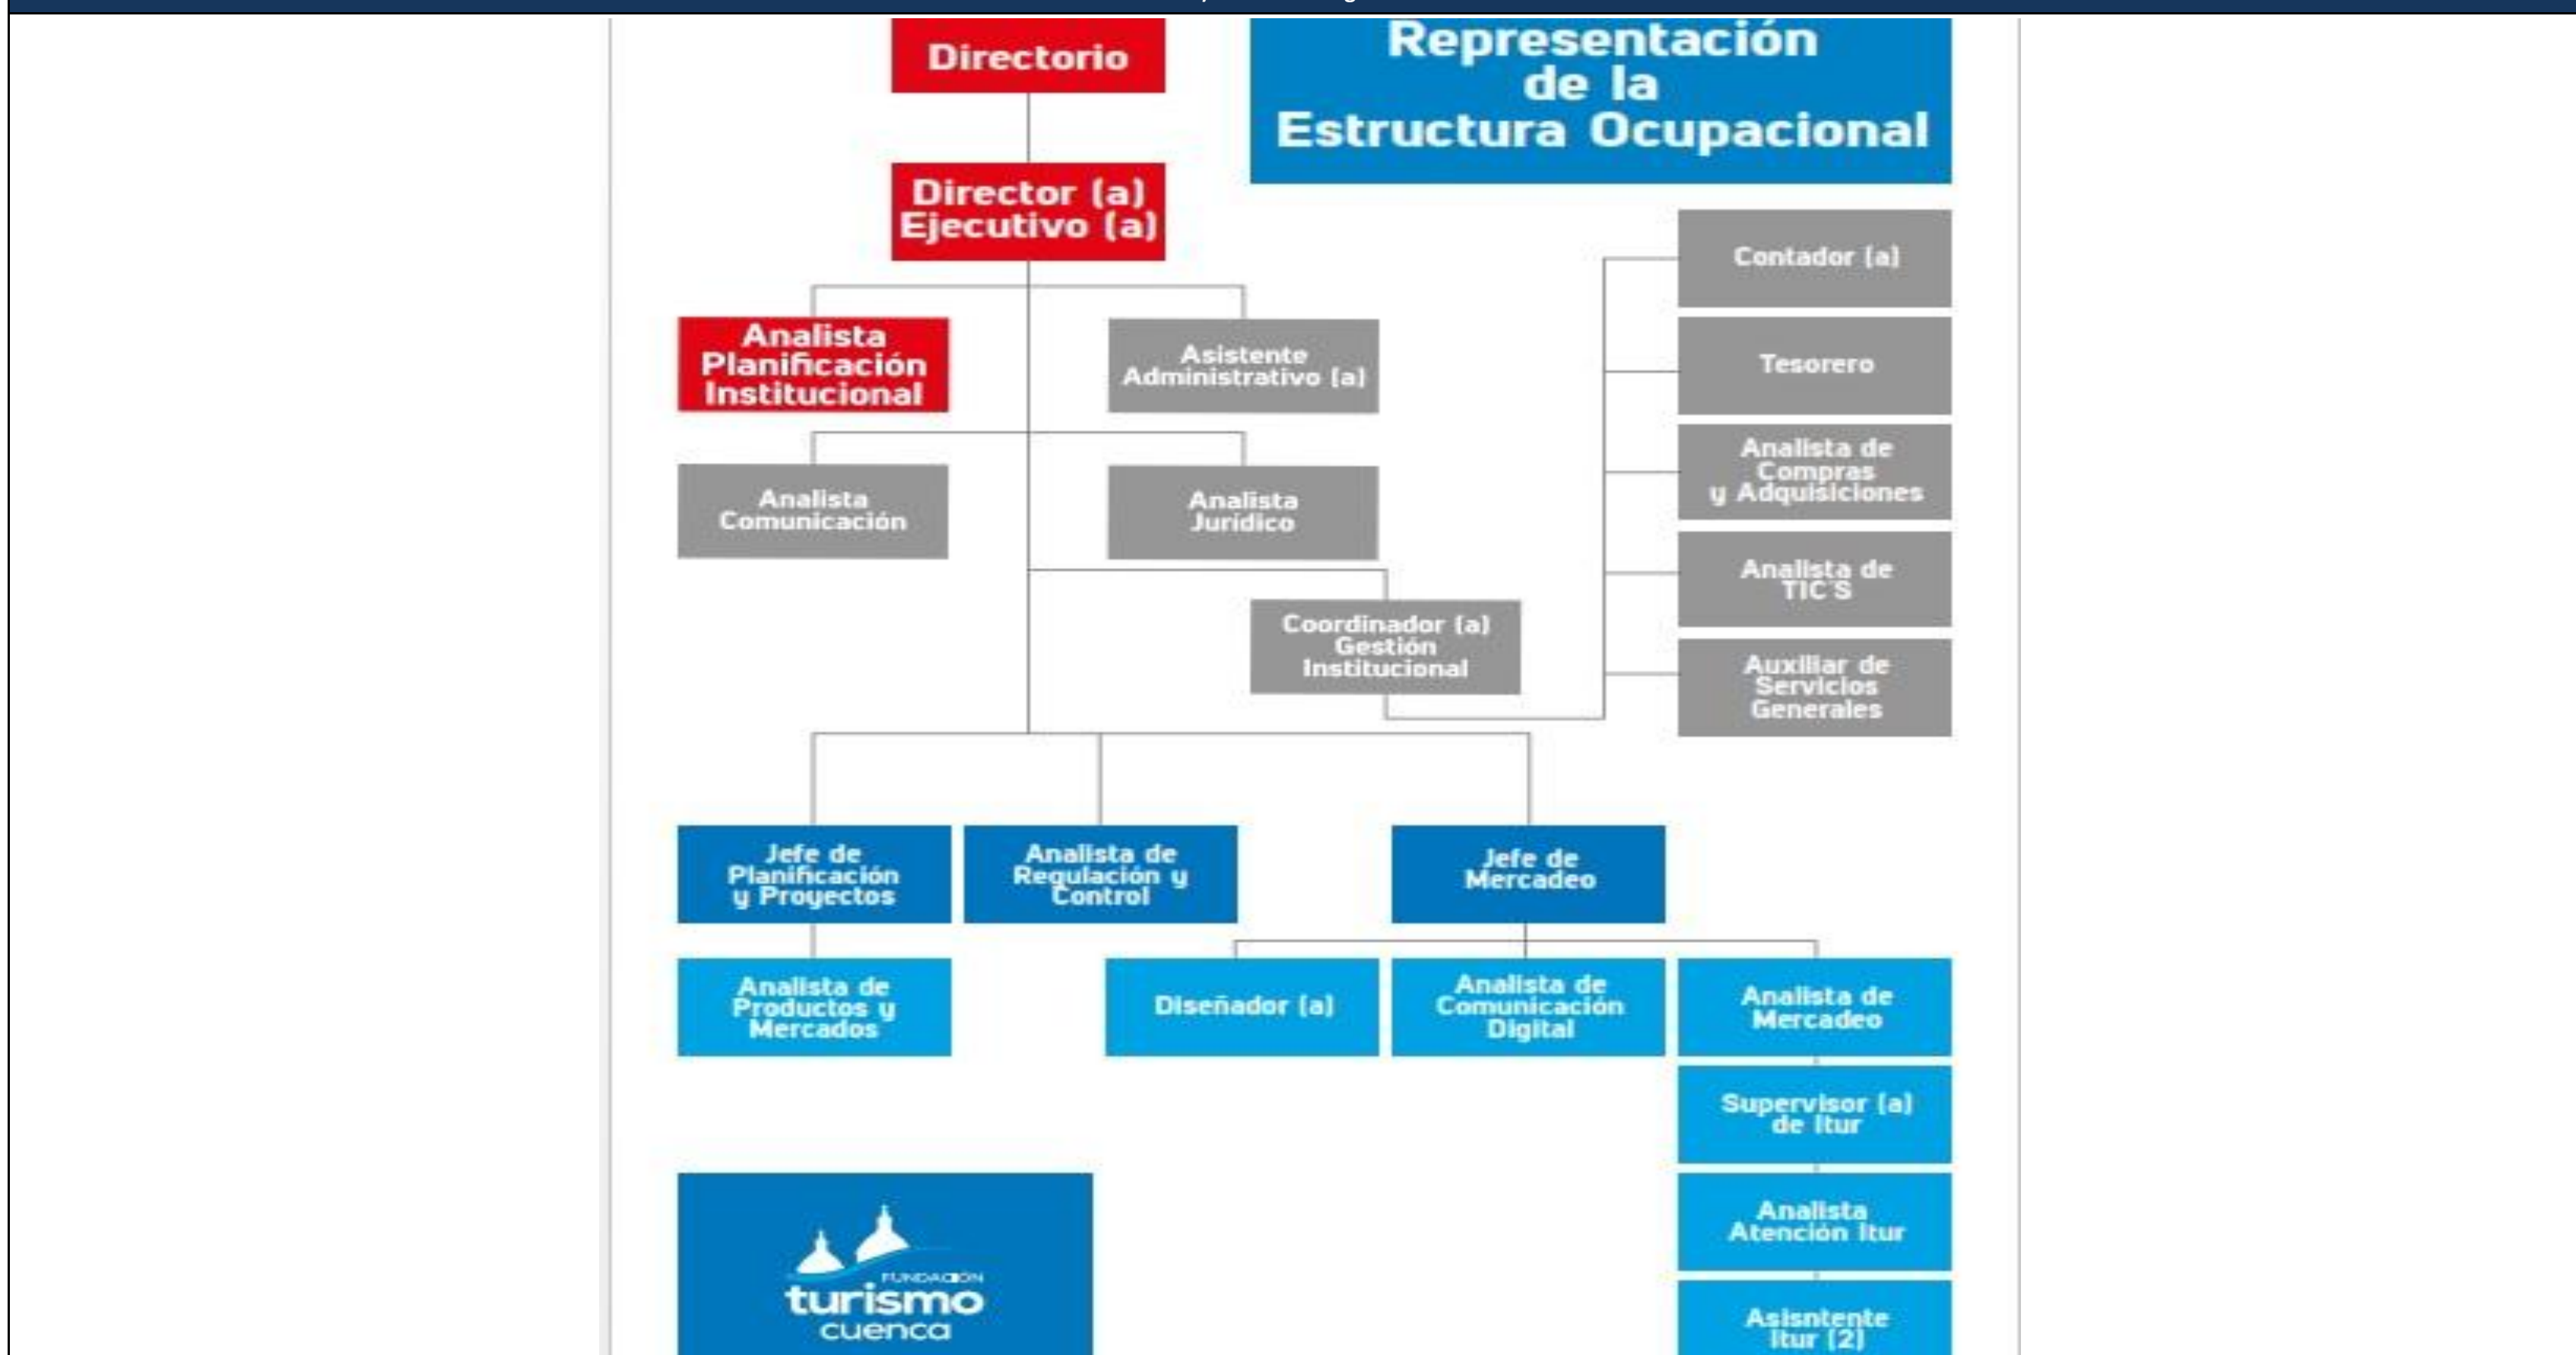 Directorio
Representación
de la
Estructura Ocupacional
Director (a)
Ejecutivo (a)
Contador (a)
Analista
Planificación
Institucional
Asistente
Administrativo (a)
Tesorero
Analista de
Compras
y Adquisiciones
Analista
Comunicación
Analista
Jurídico
Analista de
TIC'S
Coordinador (a)
Gestión
Institucional
Auxiliar de
Servicios
Generales
Jefe de
Planificación
y Proyectos
Analista de
Regulación y
Control
Jefe de
Mercadeo
Analista de
Productos y
Mercados
Diseñador (a)
Analista de
Comunicación
Digital
Analista de
Mercadeo
Supervisor (a)
de Itur
Analista
Atención Itur
Asisntente
Itur (2)
FUNDACIÓN
turismo
cuenca